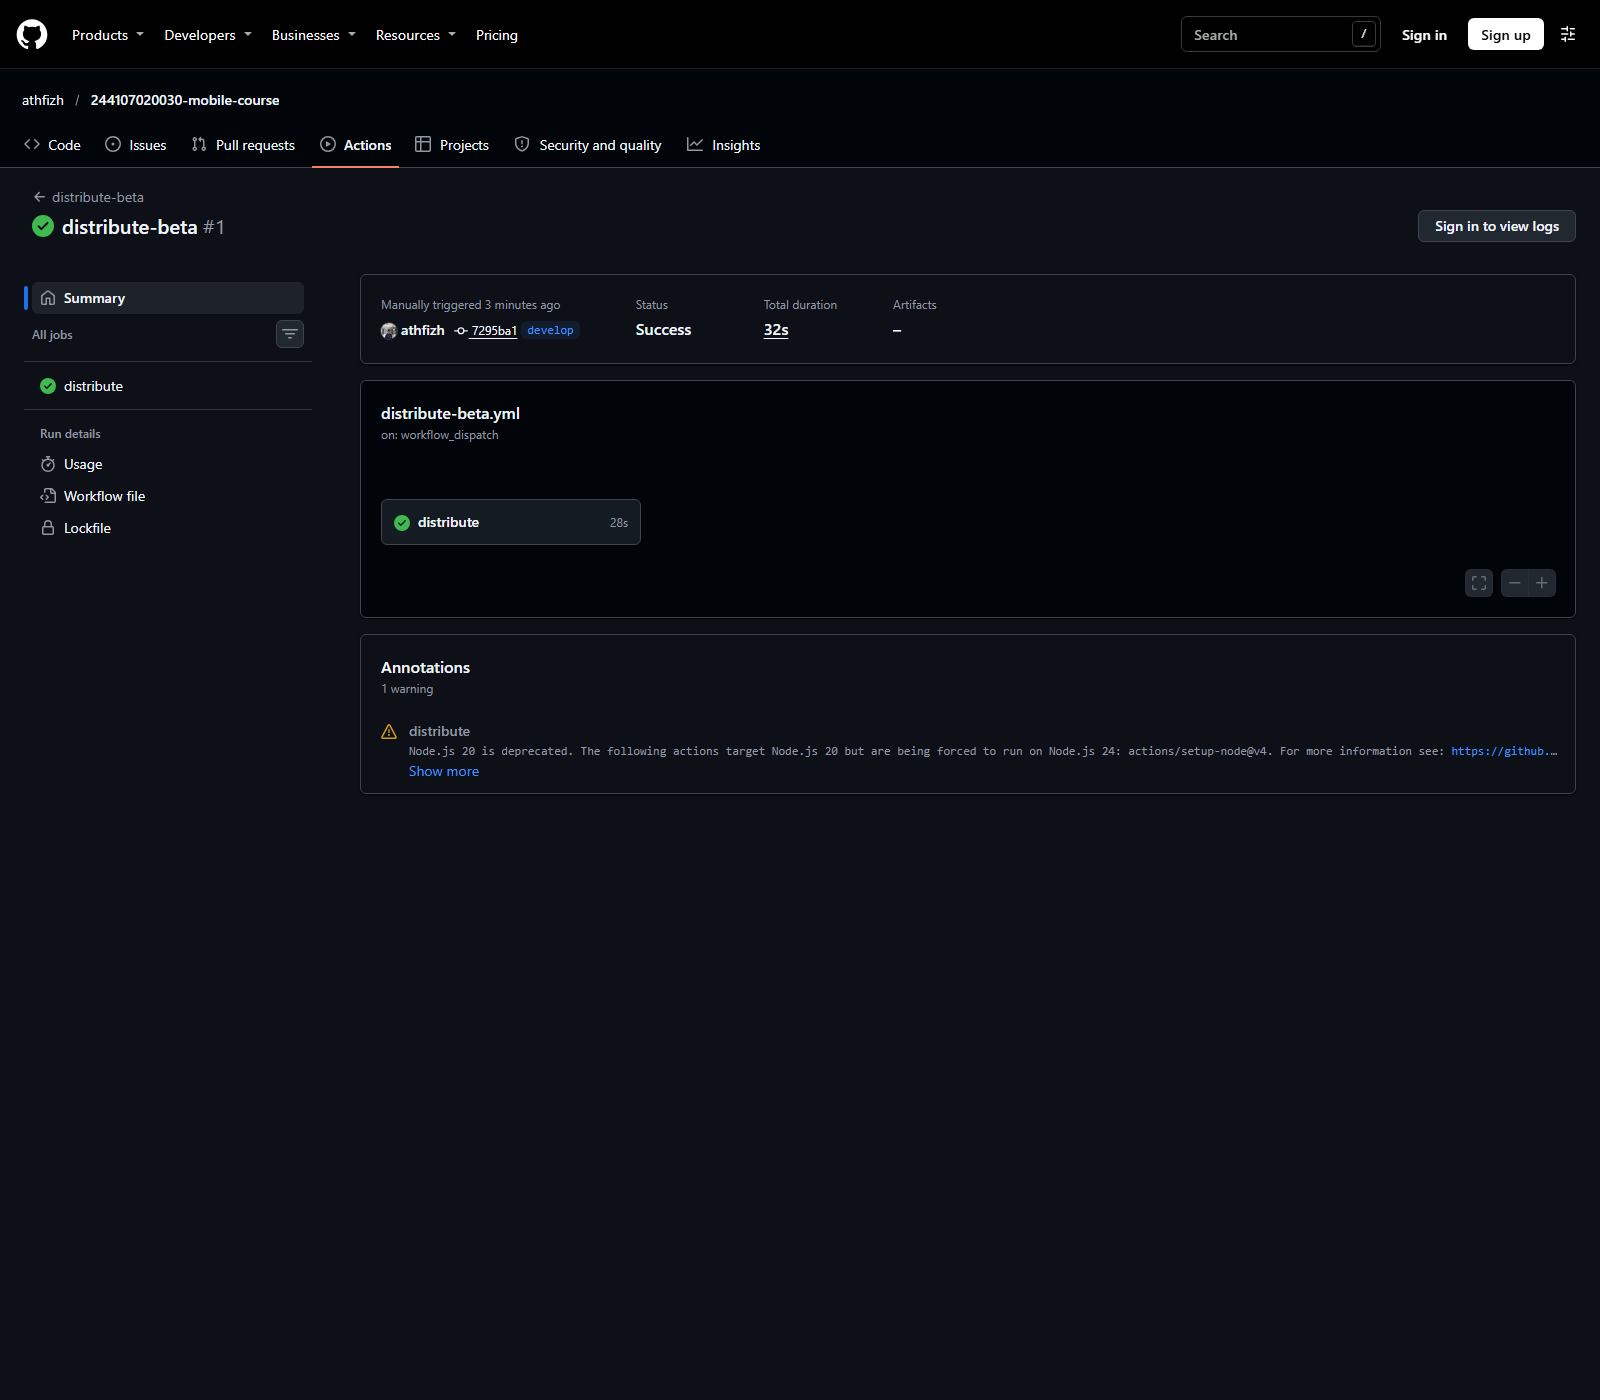 Products Developers Businesses Resources Pricing Search / Sign in Sign up
athfizh / 244107020030-mobile-course
Code Issues Pull requests Actions Projects Security and quality Insights
distribute-beta
distribute-beta #1
Sign in to view logs
Summary
All jobs
distribute
Run details
Usage
Workflow file
Lockfile
Manually triggered 3 minutes ago Status Total duration Artifacts
athfizh 7295ba1 develop Success 32s –
distribute-beta.yml
on: workflow_dispatch
distribute 28s
Annotations
1 warning
distribute
Node.js 20 is deprecated. The following actions target Node.js 20 but are being forced to run on Node.js 24: actions/setup-node@v4. For more information see: https://github.…
Show more